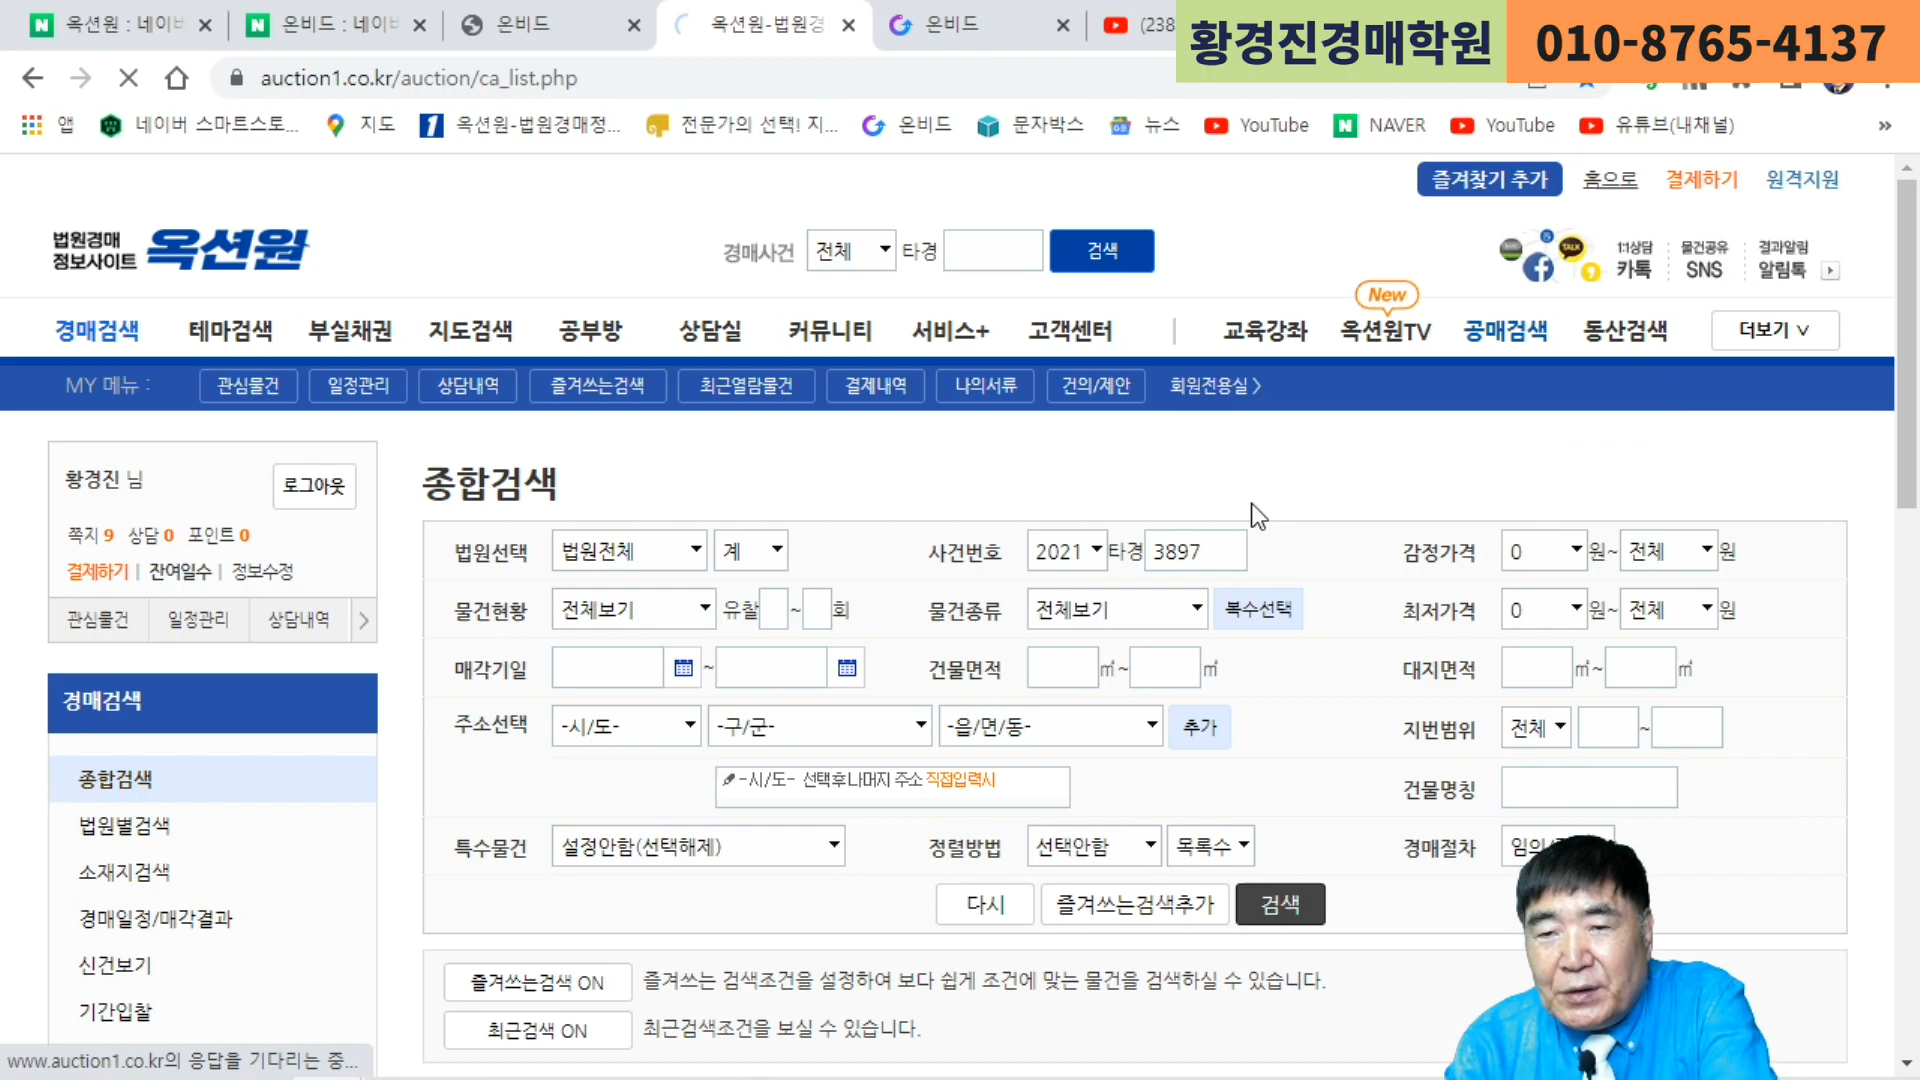 옥션원 : 네이버
온비드 : 네이버
온비드
옥션원-법원경
온비드
(238
황경진경매학원
010-8765-4137
auction1.co.kr/auction/ca_list.php
앱
네이버 스마트스토...
지도
옥션원-법원경매정...
전문가의 선택! 지...
온비드
문자박스
뉴스
YouTube
NAVER
YouTube
유튜브(내채널)
»
즐겨찾기 추가
홈으로
결제하기
원격지원
법원경매
정보사이트
옥션원
경매사건 전체 타경 검색
TALK
1:1상담
카톡
물건공유
SNS
결과알림
알림톡
New
경매검색 테마검색 부실채권 지도검색 공부방 상담실 커뮤니티 서비스+ 고객센터 | 교육강좌 옥션원TV 공매검색 동산검색 더보기 ∨
MY 메뉴 : 관심물건 일정관리 상담내역 즐겨쓰는검색 최근열람물건 결제내역 나의서류 건의/제안 회원전용실 >
황경진 님
로그아웃
쪽지 9 상담 0 포인트 0
결제하기 | 잔여일수 | 정보수정
관심물건 일정관리 상담내역 >
경매검색
종합검색
법원별검색
소재지검색
경매일정/매각결과
신건보기
기간입찰
종합검색
법원선택 법원전체 계 사건번호 2021 타경 3897 감정가격 0 원~ 전체 원
물건현황 전체보기 유찰 ~ 회 물건종류 전체보기 복수선택 최저가격 0 원~ 전체 원
매각기일 ~ 건물면적 ㎡~ ㎡ 대지면적 ㎡~ ㎡
주소선택 -시/도- -구/군- -읍/면/동- 추가 지번범위 전체 ~
-시/도- 선택후나머지 주소 직접입력시 건물명칭
특수물건 설정안함(선택해제) 정렬방법 선택안함 목록수 경매절차
다시 즐겨쓰는검색추가 검색
즐겨쓰는검색 ON 즐겨쓰는 검색조건을 설정하여 보다 쉽게 조건에 맞는 물건을 검색하실 수 있습니다.
최근검색 ON 최근검색조건을 보실 수 있습니다.
www.auction1.co.kr의 응답을 기다리는 중...